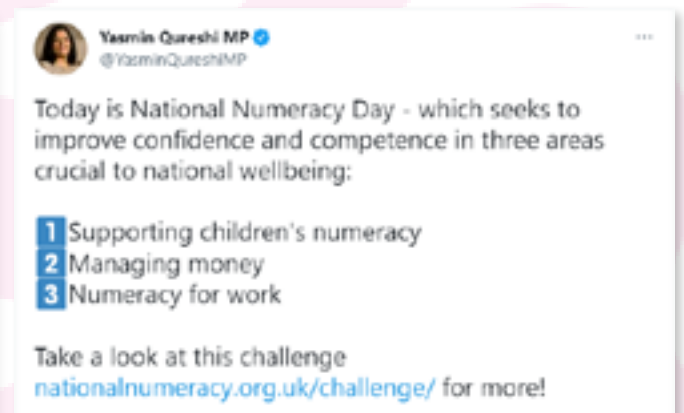 Yasmin Qureshi MP
@YasminQureshiMP
Today is National Numeracy Day - which seeks to
improve confidence and competence in three areas
crucial to national wellbeing:
1 Supporting children's numeracy
2 Managing money
3 Numeracy for work
Take a look at this challenge
nationalnumeracy.org.uk/challenge/ for more!